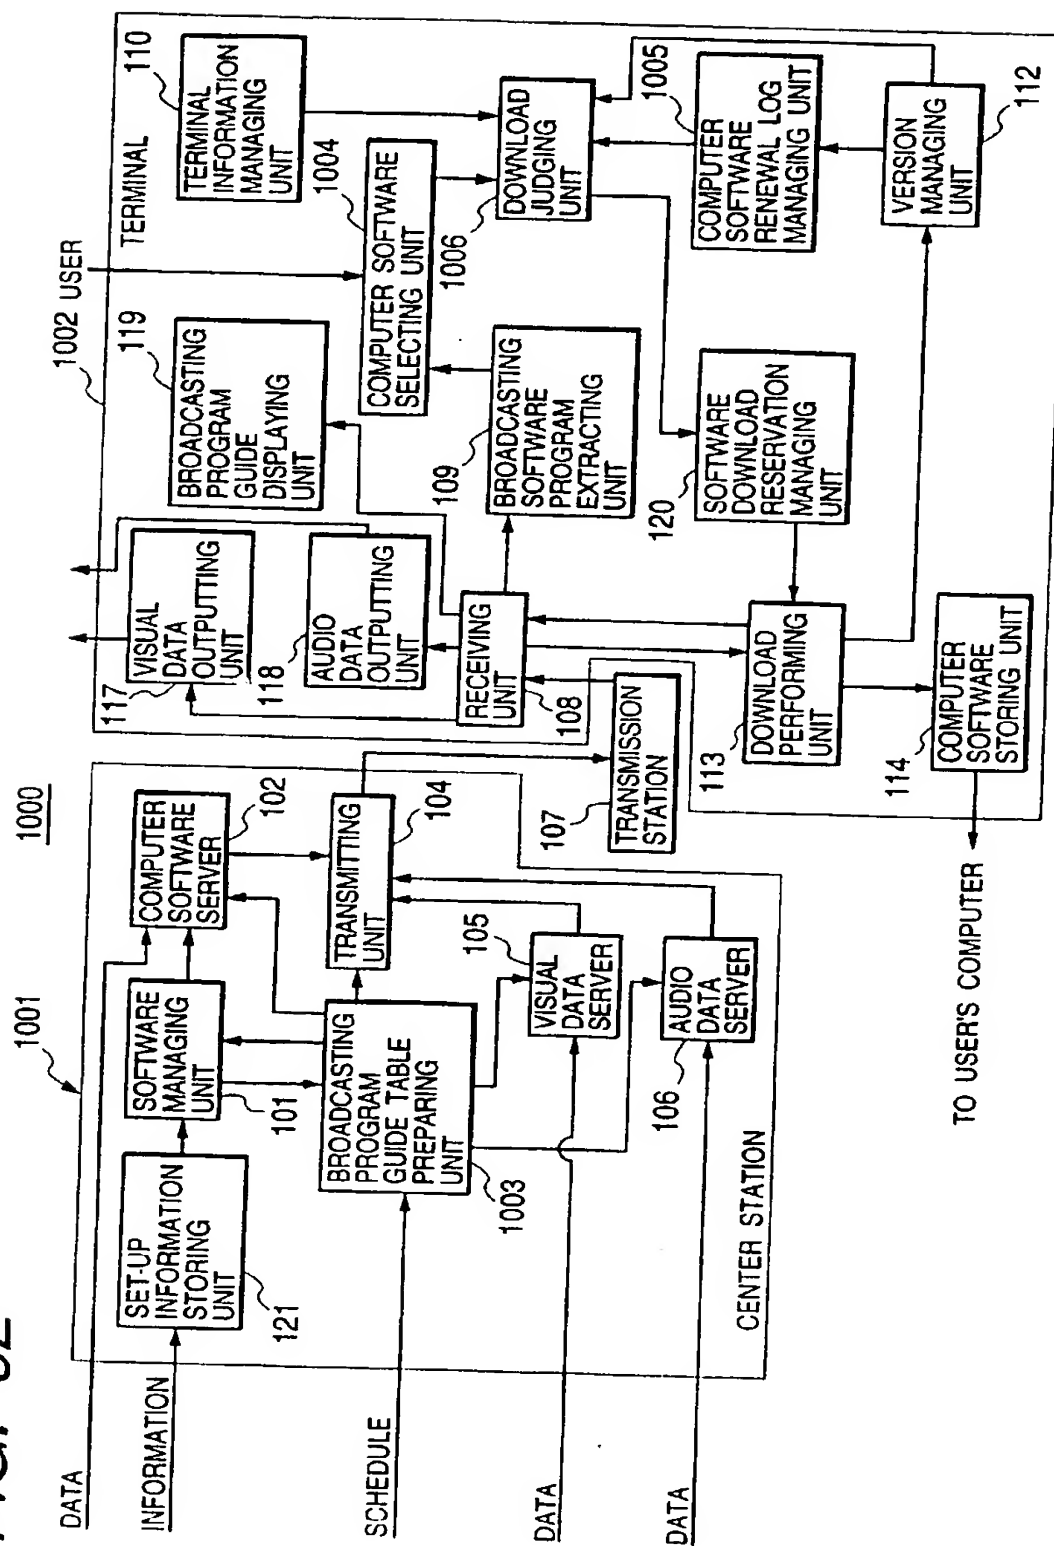 1000
1001
CENTER STATION
DATA
INFORMATION
SCHEDULE
DATA
DATA
SET-UP
INFORMATION
STORING
UNIT
121
SOFTWARE
MANAGING
UNIT
101
COMPUTER
SOFTWARE
SERVER
102
BROADCASTING
PROGRAM
GUIDE TABLE
PREPARING
UNIT
1003
TRANSMITTING
UNIT
104
VISUAL
DATA
SERVER
105
AUDIO
DATA
SERVER
106
TRANSMISSION
STATION
107
1002
USER
TERMINAL
VISUAL
DATA
OUTPUTTING
UNIT
117
AUDIO
DATA
OUTPUTTING
UNIT
118
RECEIVING
UNIT
108
BROADCASTING
PROGRAM
GUIDE
DISPLAYING
UNIT
119
BROADCASTING
SOFTWARE
PROGRAM
EXTRACTING
UNIT
109
COMPUTER SOFTWARE
SELECTING UNIT
1004
TERMINAL
INFORMATION
MANAGING
UNIT
110
DOWNLOAD
JUDGING
UNIT
1006
COMPUTER
SOFTWARE
RENEWAL LOG
MANAGING UNIT
1005
VERSION
MANAGING
UNIT
112
SOFTWARE
DOWNLOAD
RESERVATION
MANAGING
UNIT
120
DOWNLOAD
PERFORMING
UNIT
113
COMPUTER
SOFTWARE
STORING UNIT
114
TO USER'S COMPUTER